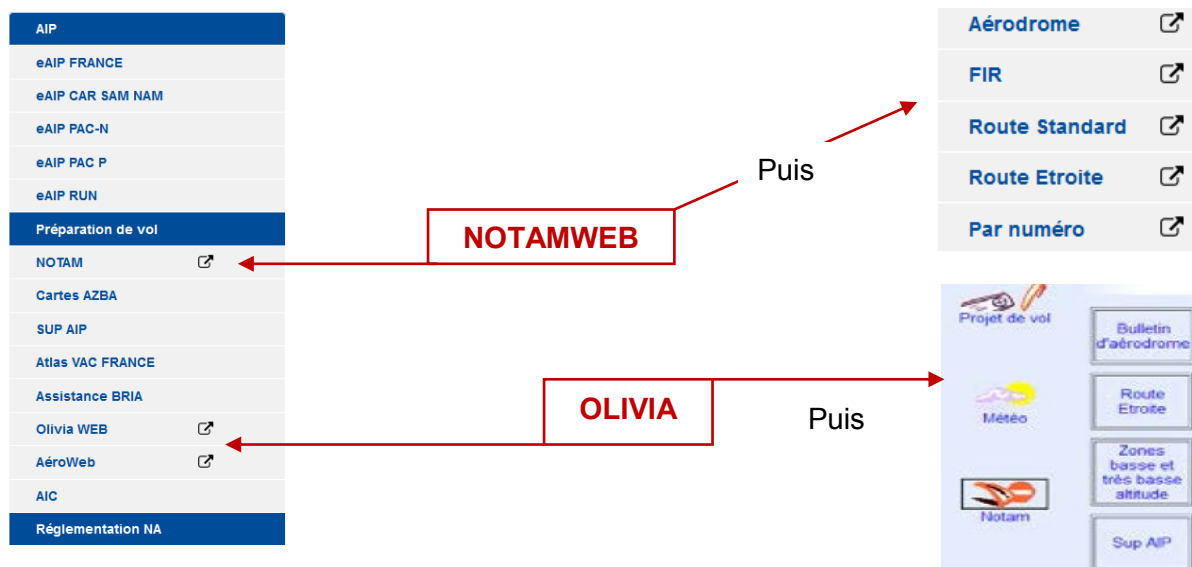 AIP
eAIP FRANCE
eAIP CAR SAM NAM
eAIP PAC-N
eAIP PAC P
eAIP RUN
Préparation de vol
NOTAM
Cartes AZBA
SUP AIP
Atlas VAC FRANCE
Assistance BRIA
Olivia WEB
AéroWeb
AIC
Réglementation NA
NOTAMWEB
Puis
Aérodrome
FIR
Route Standard
Route Etroite
Par numéro
OLIVIA
Puis
Projet de vol
Météo
Notam
Bulletin
d'aérodrome
Route
Etroite
Zones
basse et
très basse
altitude
Sup AIP